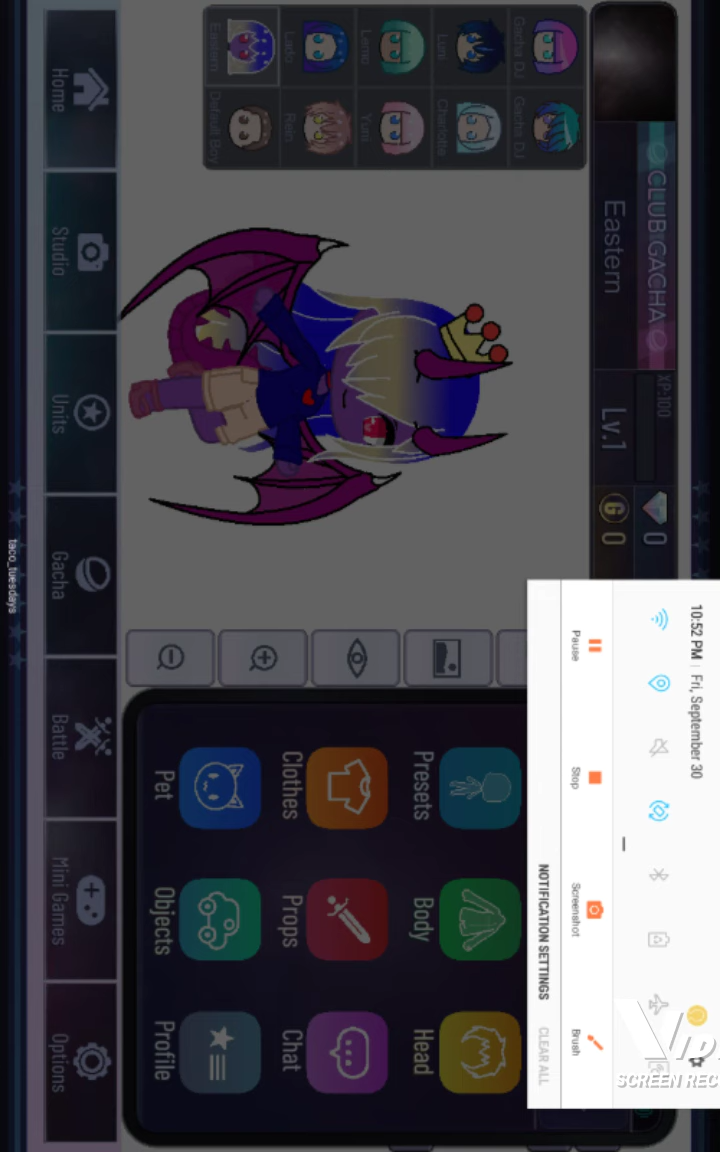 CLUB GACHA
Eastern
XP:100
Lv.1
0
G 0
Gacha DJ
Luni
Lemo
Lado
Eastern
Gacha DJ
Charlotte
Yuni
Rein
Default Boy
10:52 PM | Fri, September 30
Pause
Stop
Screenshot
Brush
NOTIFICATION SETTINGS
CLEAR ALL
Presets
Body
Head
Clothes
Props
Chat
Pet
Objects
Profile
Home
Studio
Units
Gacha
Battle
Mini Games
Options
taco_tuesdays
SCREEN REC